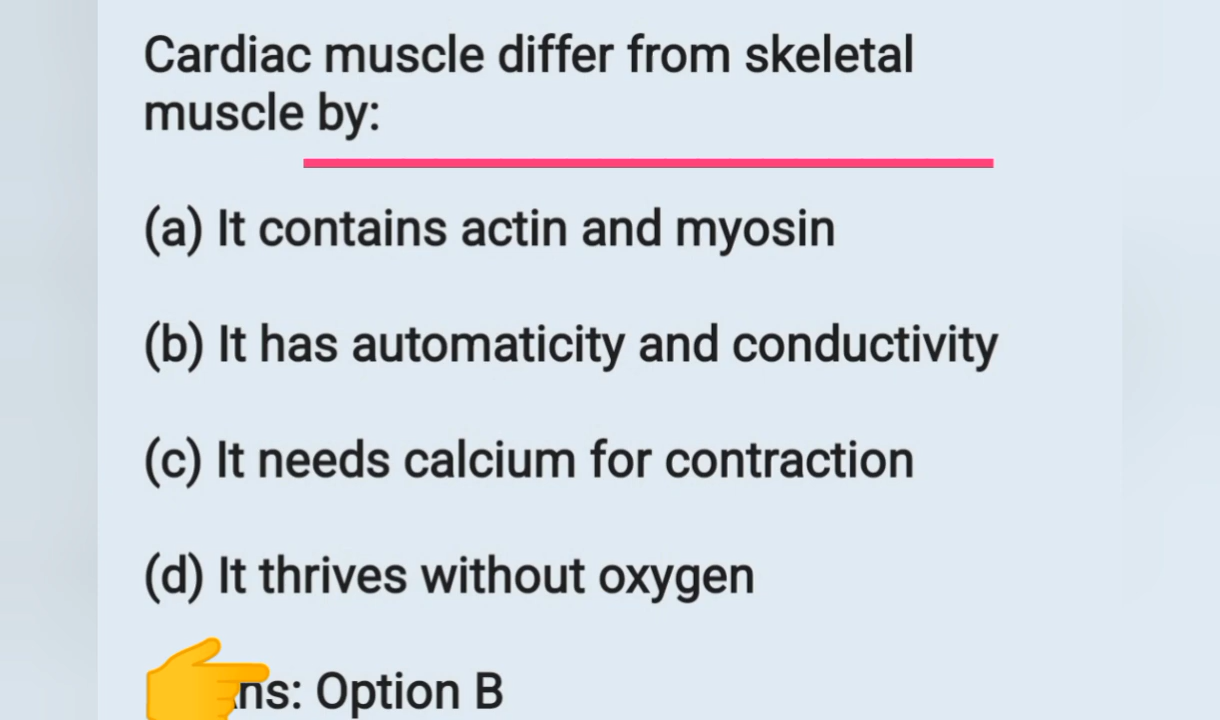 Cardiac muscle differ from skeletal
muscle by:
(a) It contains actin and myosin
(b) It has automaticity and conductivity
(c) It needs calcium for contraction
(d) It thrives without oxygen
ns: Option B